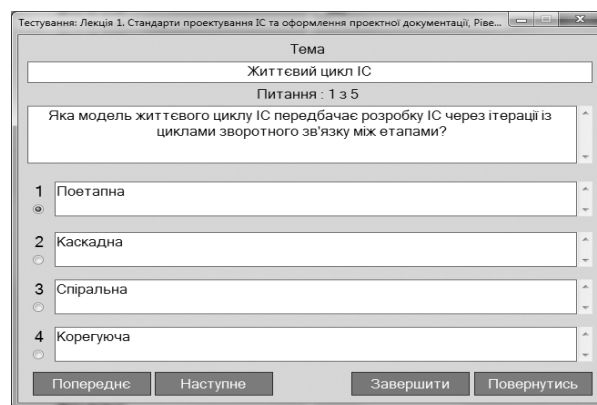 Тестування: Лекція 1. Стандарти проектування ІС та оформлення проектної документації, Ріве...
Тема
Життєвий цикл ІС
Питання : 1 з 5
Яка модель життєвого циклу ІС передбачає розробку ІС через ітерації із
циклами зворотного зв'язку між етапами?
1 Поетапна
2 Каскадна
3 Спіральна
4 Корегуюча
Попереднє Наступне Завершити Повернутись